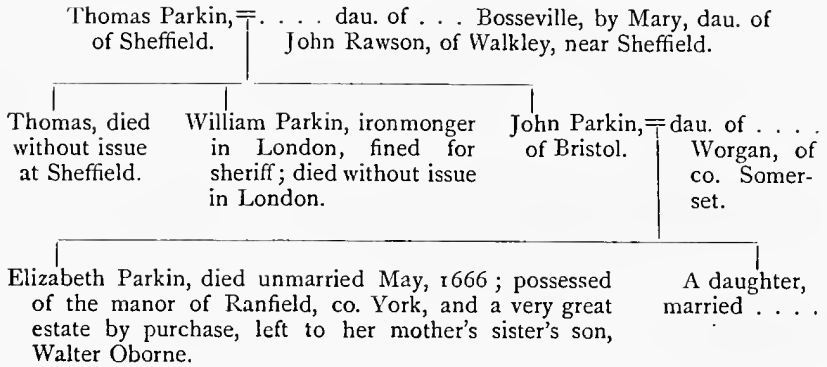 Thomas Parkin,=. . . . dau. of . . . Bosseville, by Mary, dau. of
of Sheffield. John Rawson, of Walkley, near Sheffield.
Thomas, died
without issue
at Sheffield.
William Parkin, ironmonger
in London, fined for
sheriff; died without issue
in London.
John Parkin,=dau. of . . . .
of Bristol. Worgan, of
co. Somer-
set.
Elizabeth Parkin, died unmarried May, 1666; possessed
of the manor of Ranfield, co. York, and a very great
estate by purchase, left to her mother's sister's son,
Walter Oborne.
A daughter,
married . . . .